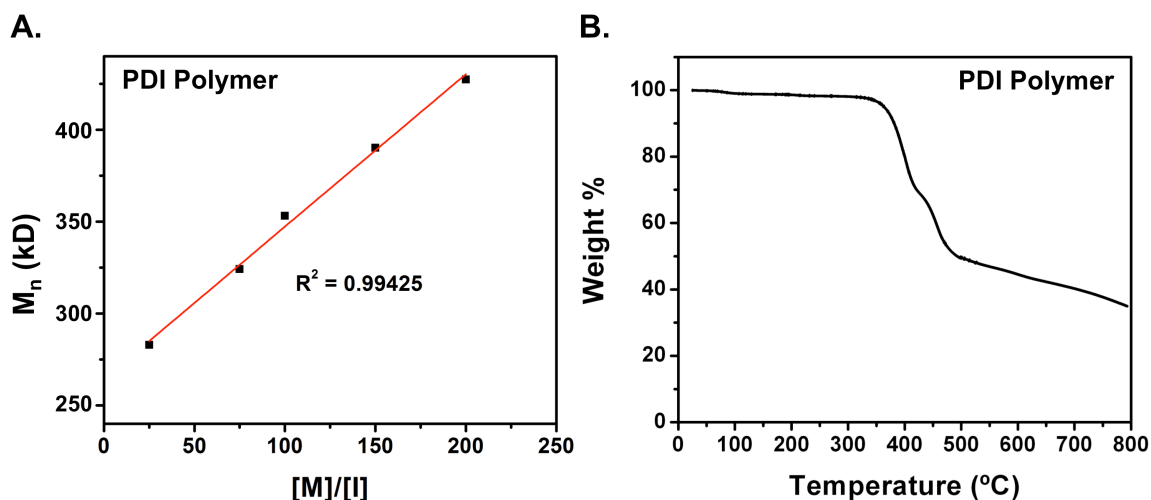 A.
PDI Polymer
400
350
300
250
M_n (kD)
R² = 0.99425
0 50 100 150 200 250
[M]/[I]
B.
PDI Polymer
100
80
60
40
20
0
Weight %
0 100 200 300 400 500 600 700 800
Temperature (ºC)